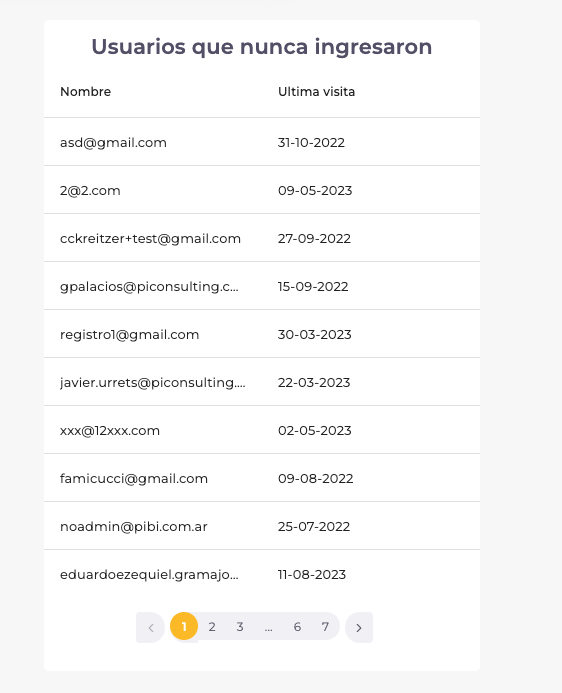 Usuarios que nunca ingresaron
Nombre Ultima visita
asd@gmail.com 31-10-2022
2@2.com 09-05-2023
cckreitzer+test@gmail.com 27-09-2022
gpalacios@piconsulting.c... 15-09-2022
registro1@gmail.com 30-03-2023
javier.urrets@piconsulting.... 22-03-2023
xxx@12xxx.com 02-05-2023
famicucci@gmail.com 09-08-2022
noadmin@pibi.com.ar 25-07-2022
eduardoezequiel.gramajo... 11-08-2023
‹ 1 2 3 ... 6 7 ›